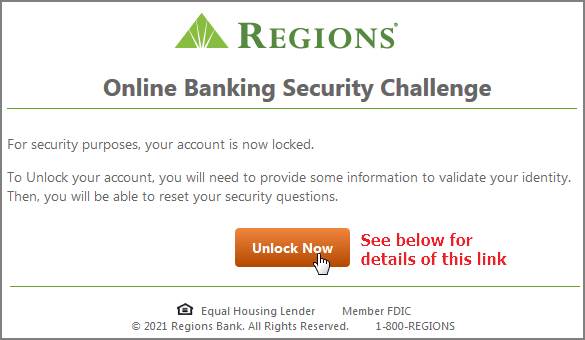 REGIONS®
Online Banking Security Challenge
For security purposes, your account is now locked.
To Unlock your account, you will need to provide some information to validate your identity.
Then, you will be able to reset your security questions.
Unlock Now
See below for
details of this link
Equal Housing Lender Member FDIC
© 2021 Regions Bank. All Rights Reserved. 1-800-REGIONS